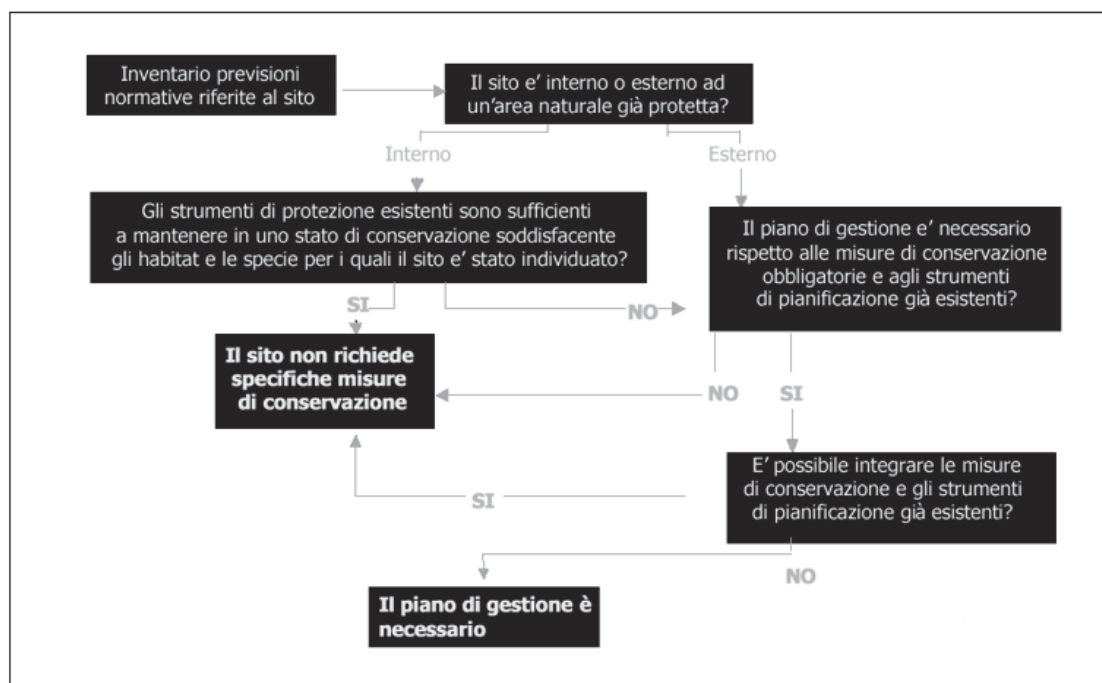 Inventario previsioni
normative riferite al sito
Il sito e' interno o esterno ad
un'area naturale già protetta?
Interno
Esterno
Gli strumenti di protezione esistenti sono sufficienti
a mantenere in uno stato di conservazione soddisfacente
gli habitat e le specie per i quali il sito e' stato individuato?
Il piano di gestione e' necessario
rispetto alle misure di conservazione
obbligatorie e agli strumenti
di pianificazione già esistenti?
SI
NO
Il sito non richiede
specifiche misure
di conservazione
NO
SI
E' possibile integrare le misure
di conservazione e gli strumenti
di pianificazione già esistenti?
SI
NO
Il piano di gestione è
necessario